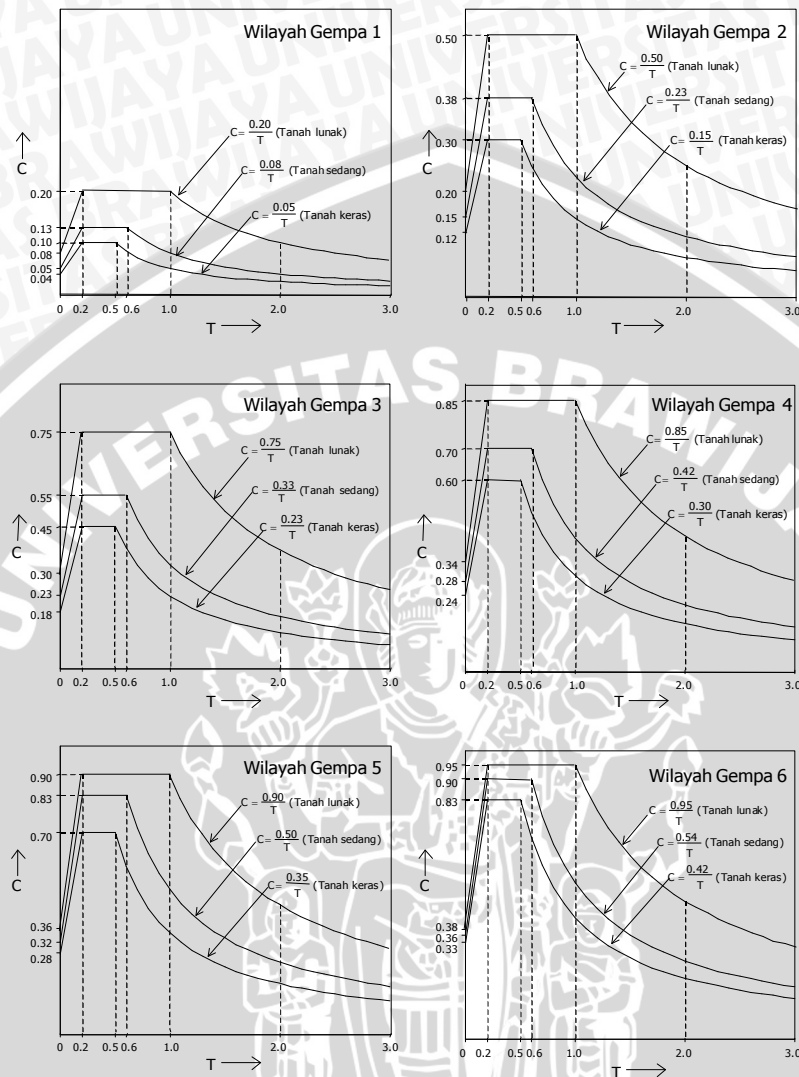 UNIVERSITAS BRAWIJ
Wilayah Gempa 1
C
0.20
0.13
0.10
0.08
0.05
0.04
C= 0.20/T (Tanah lunak)
C= 0.08/T (Tanah sedang)
C = 0.05/T (Tanah keras)
0 0.2 0.5 0.6 1.0 2.0 3.0
T
Wilayah Gempa 2
C
0.50
0.38
0.30
0.20
0.15
0.12
C = 0.50/T (Tanah lunak)
C = 0.23/T (Tanah sedang)
C = 0.15/T (Tanah keras)
0 0.2 0.5 0.6 1.0 2.0 3.0
T
Wilayah Gempa 3
C
0.75
0.55
0.45
0.30
0.23
0.18
C = 0.75/T (Tanah lunak)
C = 0.33/T (Tanah sedang)
C = 0.23/T (Tanah keras)
0 0.2 0.5 0.6 1.0 2.0 3.0
T
Wilayah Gempa 4
C
0.85
0.70
0.60
0.34
0.28
0.24
C= 0.85/T (Tanah lunak)
C = 0.42/T (Tanah sedang)
C = 0.30/T (Tanah keras)
0 0.2 0.5 0.6 1.0 2.0 3.0
T
Wilayah Gempa 5
C
0.90
0.83
0.70
0.36
0.32
0.28
C = 0.90/T (Tanah lunak)
C = 0.50/T (Tanah sedang)
C = 0.35/T (Tanah keras)
0 0.2 0.5 0.6 1.0 2.0 3.0
T
Wilayah Gempa 6
C
0.95
0.90
0.83
0.38
0.36
0.33
C = 0.95/T (Tanah lunak)
C = 0.54/T (Tanah sedang)
C = 0.42/T (Tanah keras)
0 0.2 0.5 0.6 1.0 2.0 3.0
T